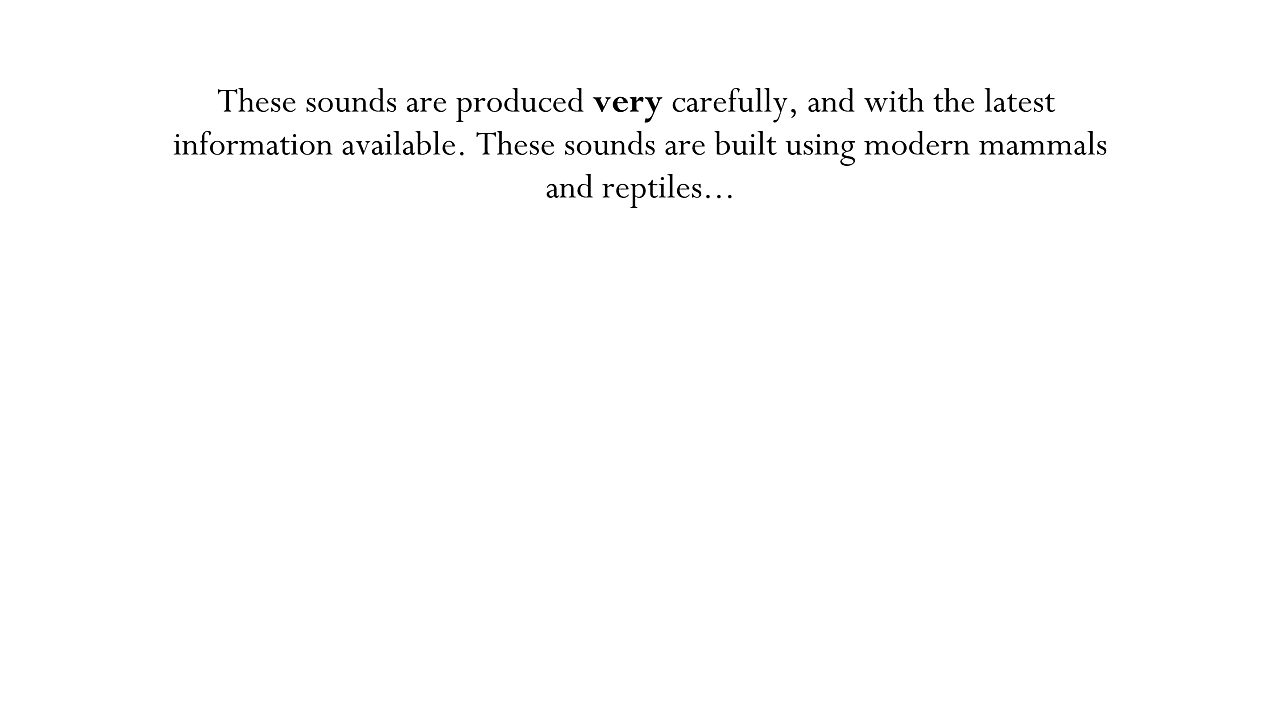 These sounds are produced very carefully, and with the latest
information available. These sounds are built using modern mammals
and reptiles…